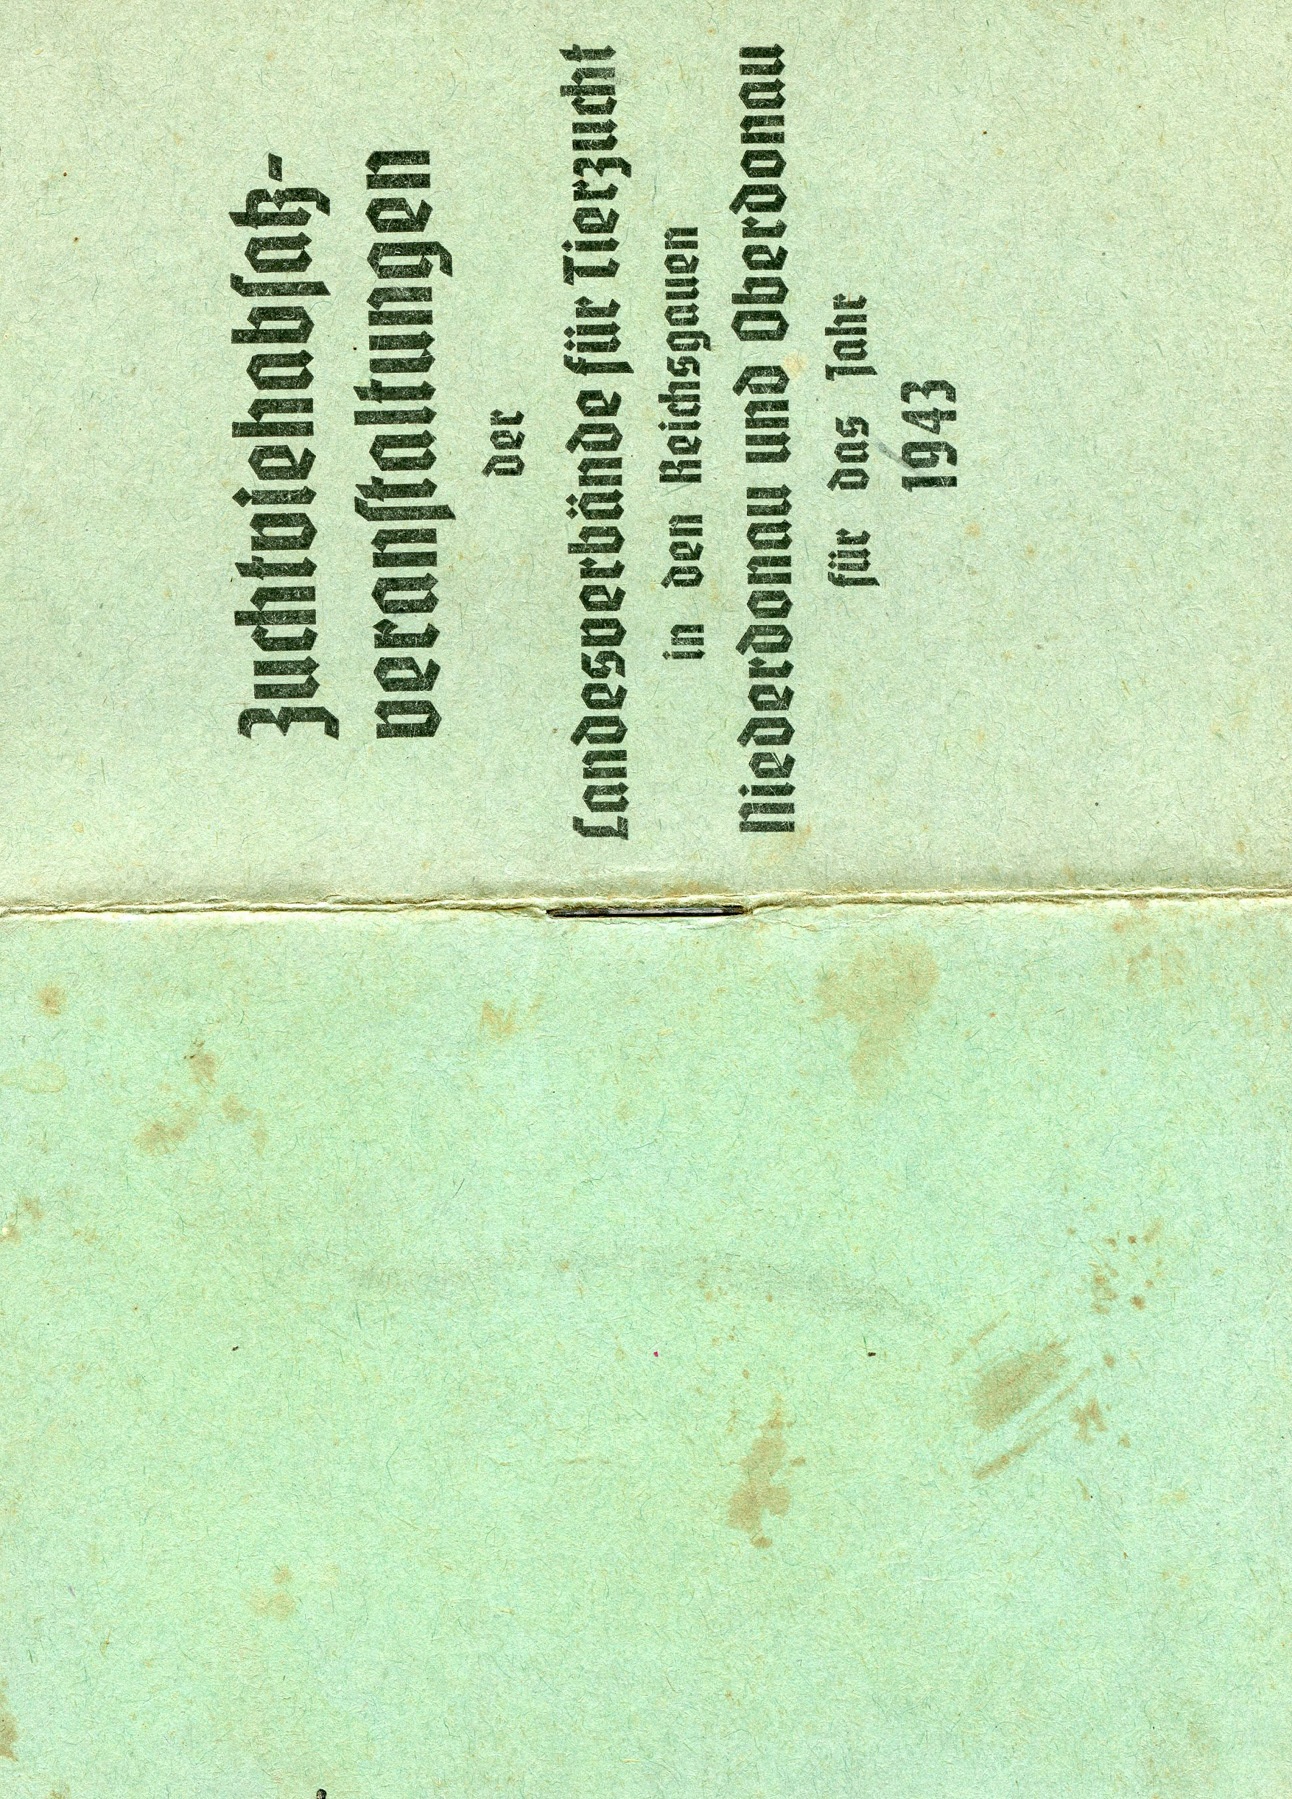 Zuchtviehabsatz-
veranstaltungen
der
Landesverbände für Tierzucht
in den Reichsgauen
Niederdonau und Oberdonau
für das Jahr
1943